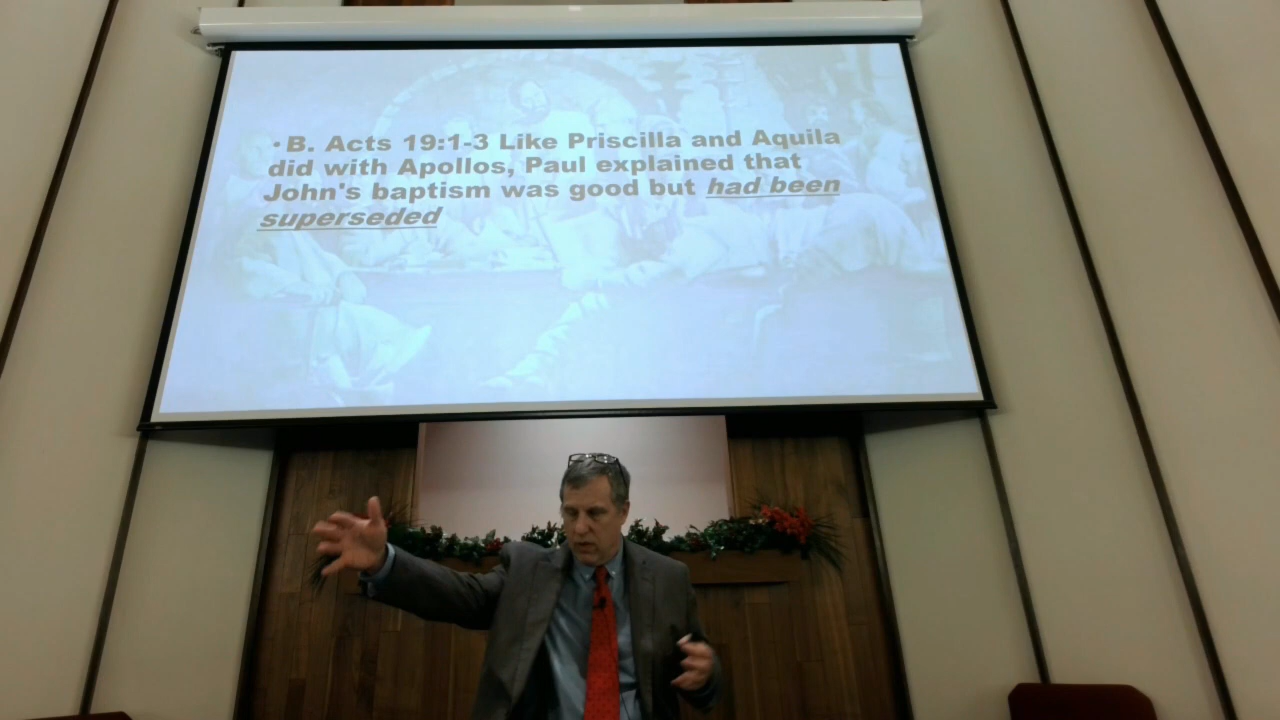 • B. Acts 19:1-3 Like Priscilla and Aquila
did with Apollos, Paul explained that
John's baptism was good but had been
superseded